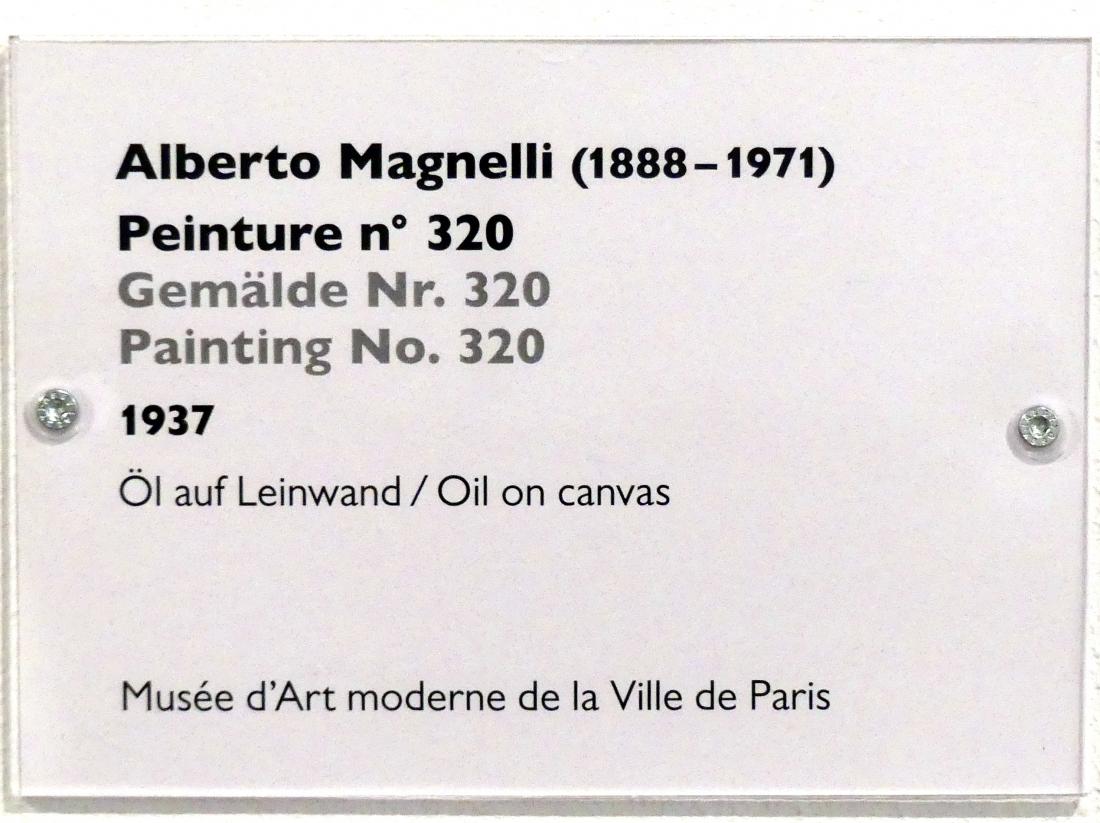 Alberto Magnelli (1888–1971)
Peinture n° 320
Gemälde Nr. 320
Painting No. 320
1937
Öl auf Leinwand / Oil on canvas
Musée d’Art moderne de la Ville de Paris